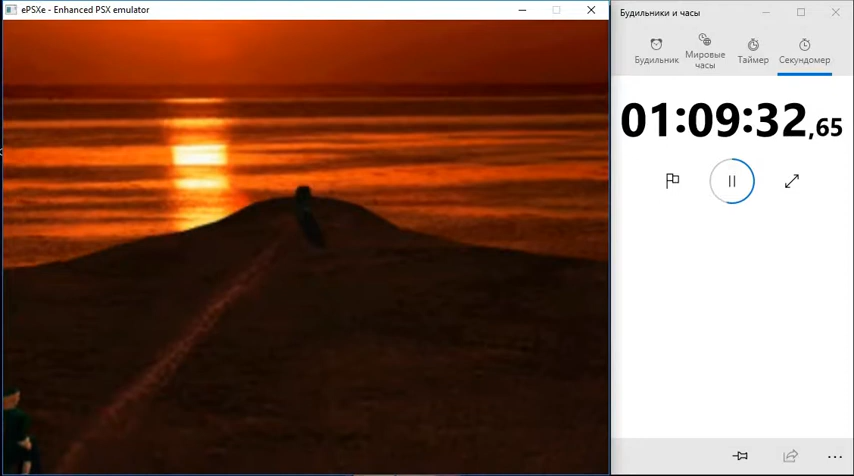 ePSXe - Enhanced PSX emulator
Будильники и часы
Будильник
Мировые
часы
Таймер
Секундомер
01:09:32,65